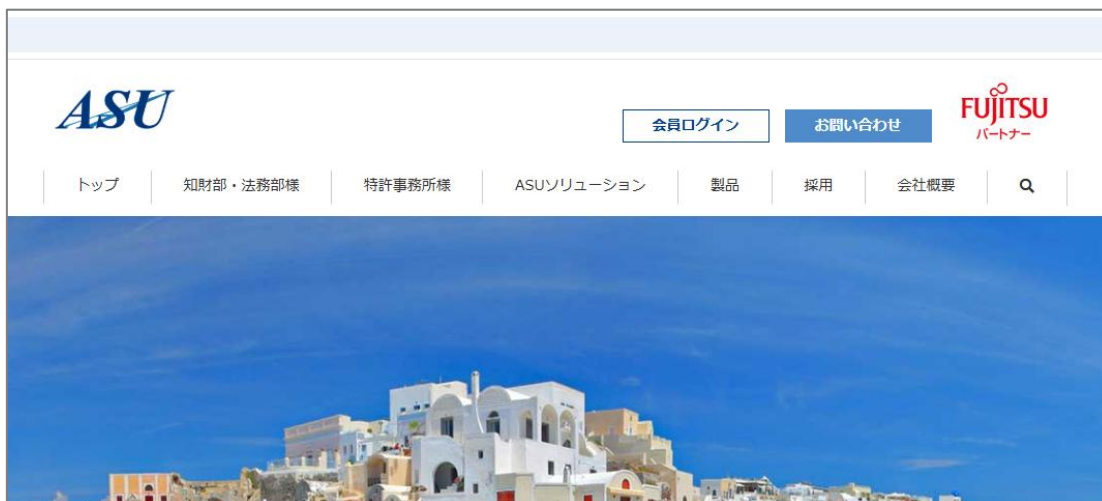 ASU
会員ログイン
お問い合わせ
FUJITSU
パートナー
トップ 知財部・法務部様 特許事務所様 ASUソリューション 製品 採用 会社概要